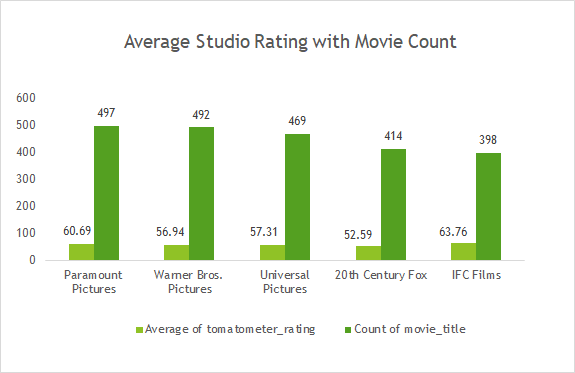 Average Studio Rating with Movie Count
600
500
400
300
200
100
0
60.69
497
56.94
492
57.31
469
52.59
414
63.76
398
Paramount
Pictures
Warner Bros.
Pictures
Universal
Pictures
20th Century Fox
IFC Films
Average of tomatometer_rating
Count of movie_title